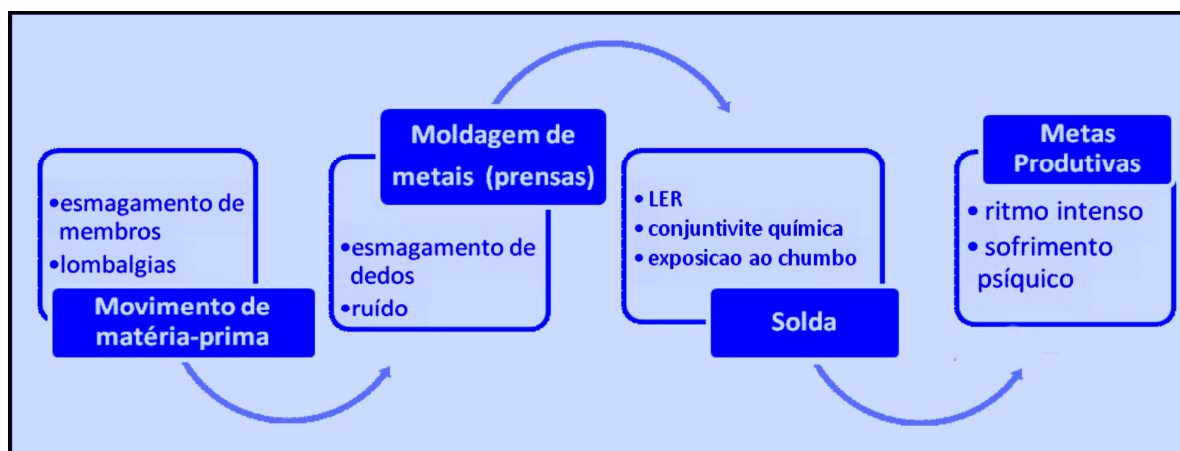 •esmagamento de
membros
•lombalgias
Movimento de
matéria-prima
Moldagem de
metais (prensas)
•esmagamento de
dedos
•ruído
• LER
• conjuntivite química
• exposicao ao chumbo
Solda
Metas
Produtivas
• ritmo intenso
• sofrimento
psíquico